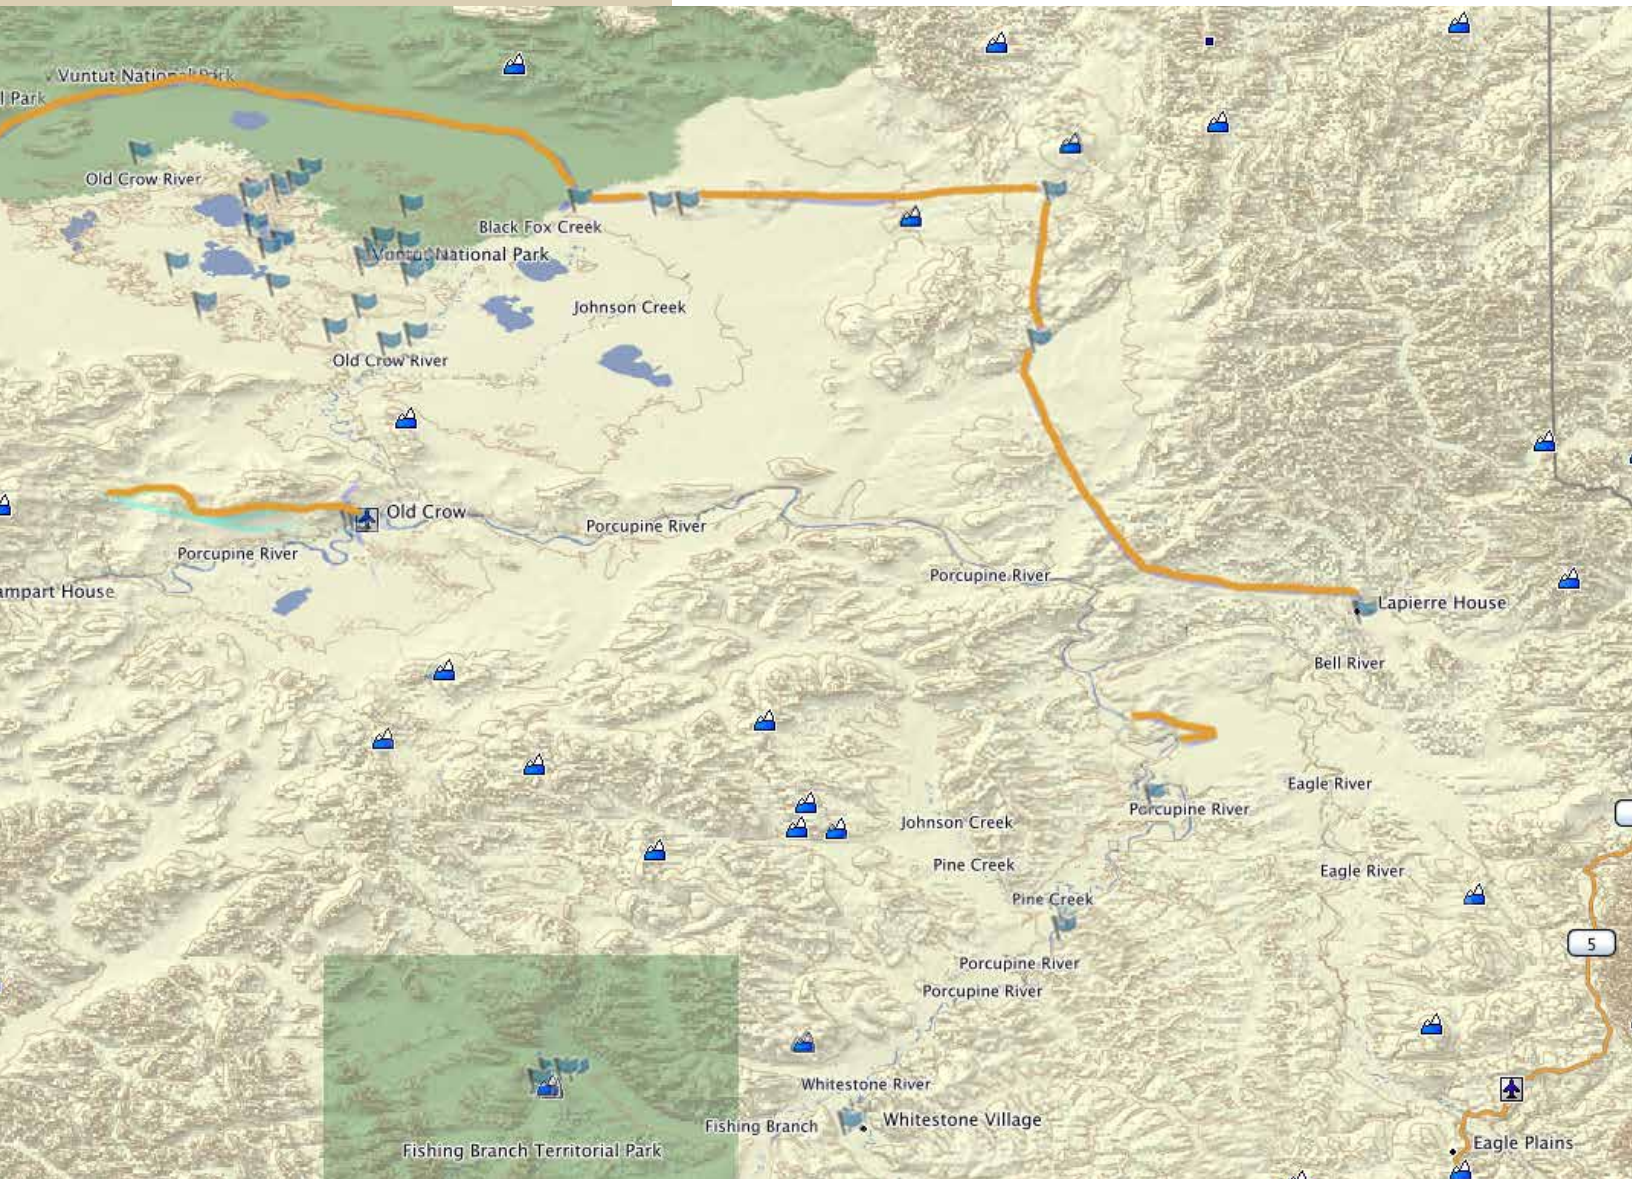 Vuntut National Park
l Park
Old Crow River
Black Fox Creek
Vuntut National Park
Johnson Creek
Old Crow River
Old Crow
Porcupine River
Porcupine River
Porcupine River
ampart House
Lapierre House
Bell River
Eagle River
Porcupine River
Johnson Creek
Pine Creek
Eagle River
Pine Creek
5
Porcupine River
Porcupine River
Whitestone River
Whitestone Village
Fishing Branch
Eagle Plains
Fishing Branch Territorial Park